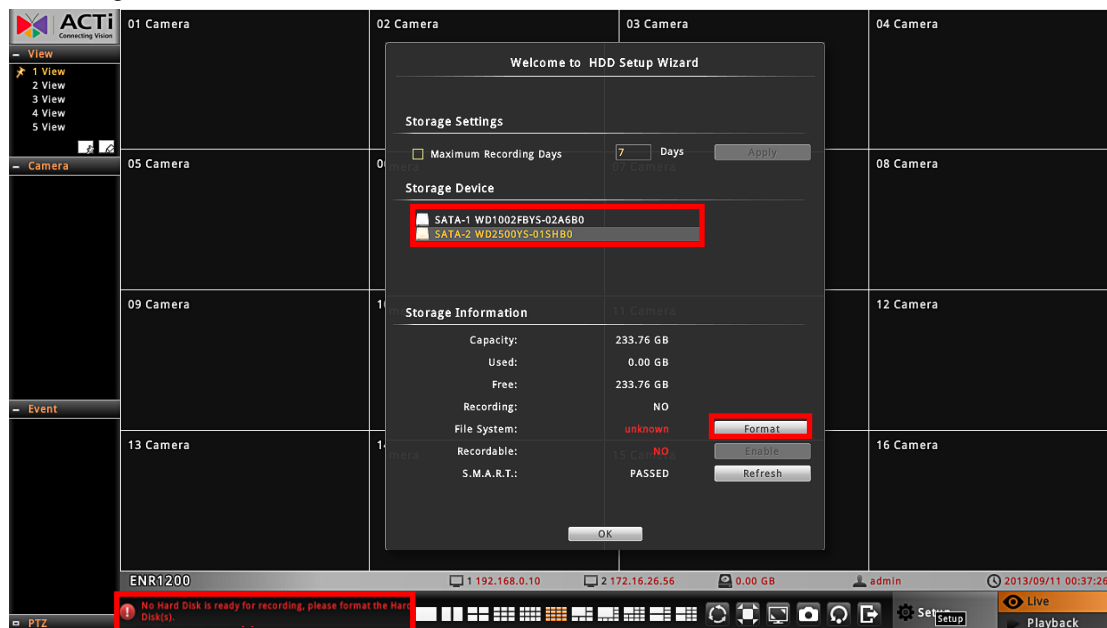 ACTi
Connecting Vision
01 Camera
02 Camera
03 Camera
04 Camera
View
1 View
2 View
3 View
4 View
5 View
Camera
05 Camera
07 Camera
08 Camera
Welcome to HDD Setup Wizard
Storage Settings
Maximum Recording Days
7
Days
Apply
Storage Device
SATA-1 WD1002FBYS-02A6B0
SATA-2 WD2500YS-01SHB0
09 Camera
11 Camera
12 Camera
Storage Information
Capacity: 233.76 GB
Used: 0.00 GB
Free: 233.76 GB
Recording: NO
File System: unknown Format
Recordable: NO Enable
S.M.A.R.T.: PASSED Refresh
OK
Event
13 Camera
15 Camera
16 Camera
ENR1200
1 192.168.0.10
2 172.16.26.56
0.00 GB
admin
2013/09/11 00:37:26
No Hard Disk is ready for recording, please format the Hard
Disk(s).
Setup
Live
Playback
PTZ